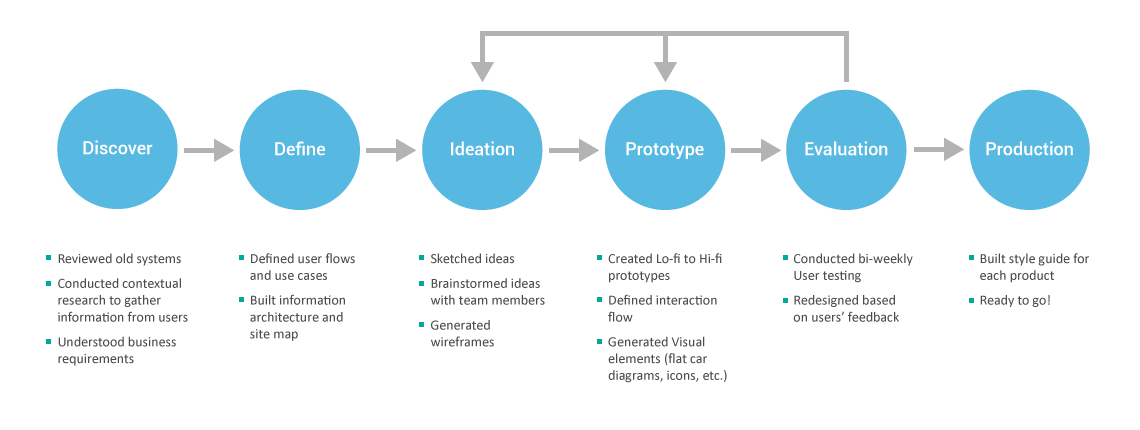 Discover
Define
Ideation
Prototype
Evaluation
Production
Reviewed old systems
Conducted contextual
research to gather
information from users
Understood business
requirements
Defined user flows
and use cases
Built information
architecture and
site map
Sketched ideas
Brainstormed ideas
with team members
Generated
wireframes
Created Lo-fi to Hi-fi
prototypes
Defined interaction
flow
Generated Visual
elements (flat car
diagrams, icons, etc.)
Conducted bi-weekly
User testing
Redesigned based
on users’ feedback
Built style guide for
each product
Ready to go!